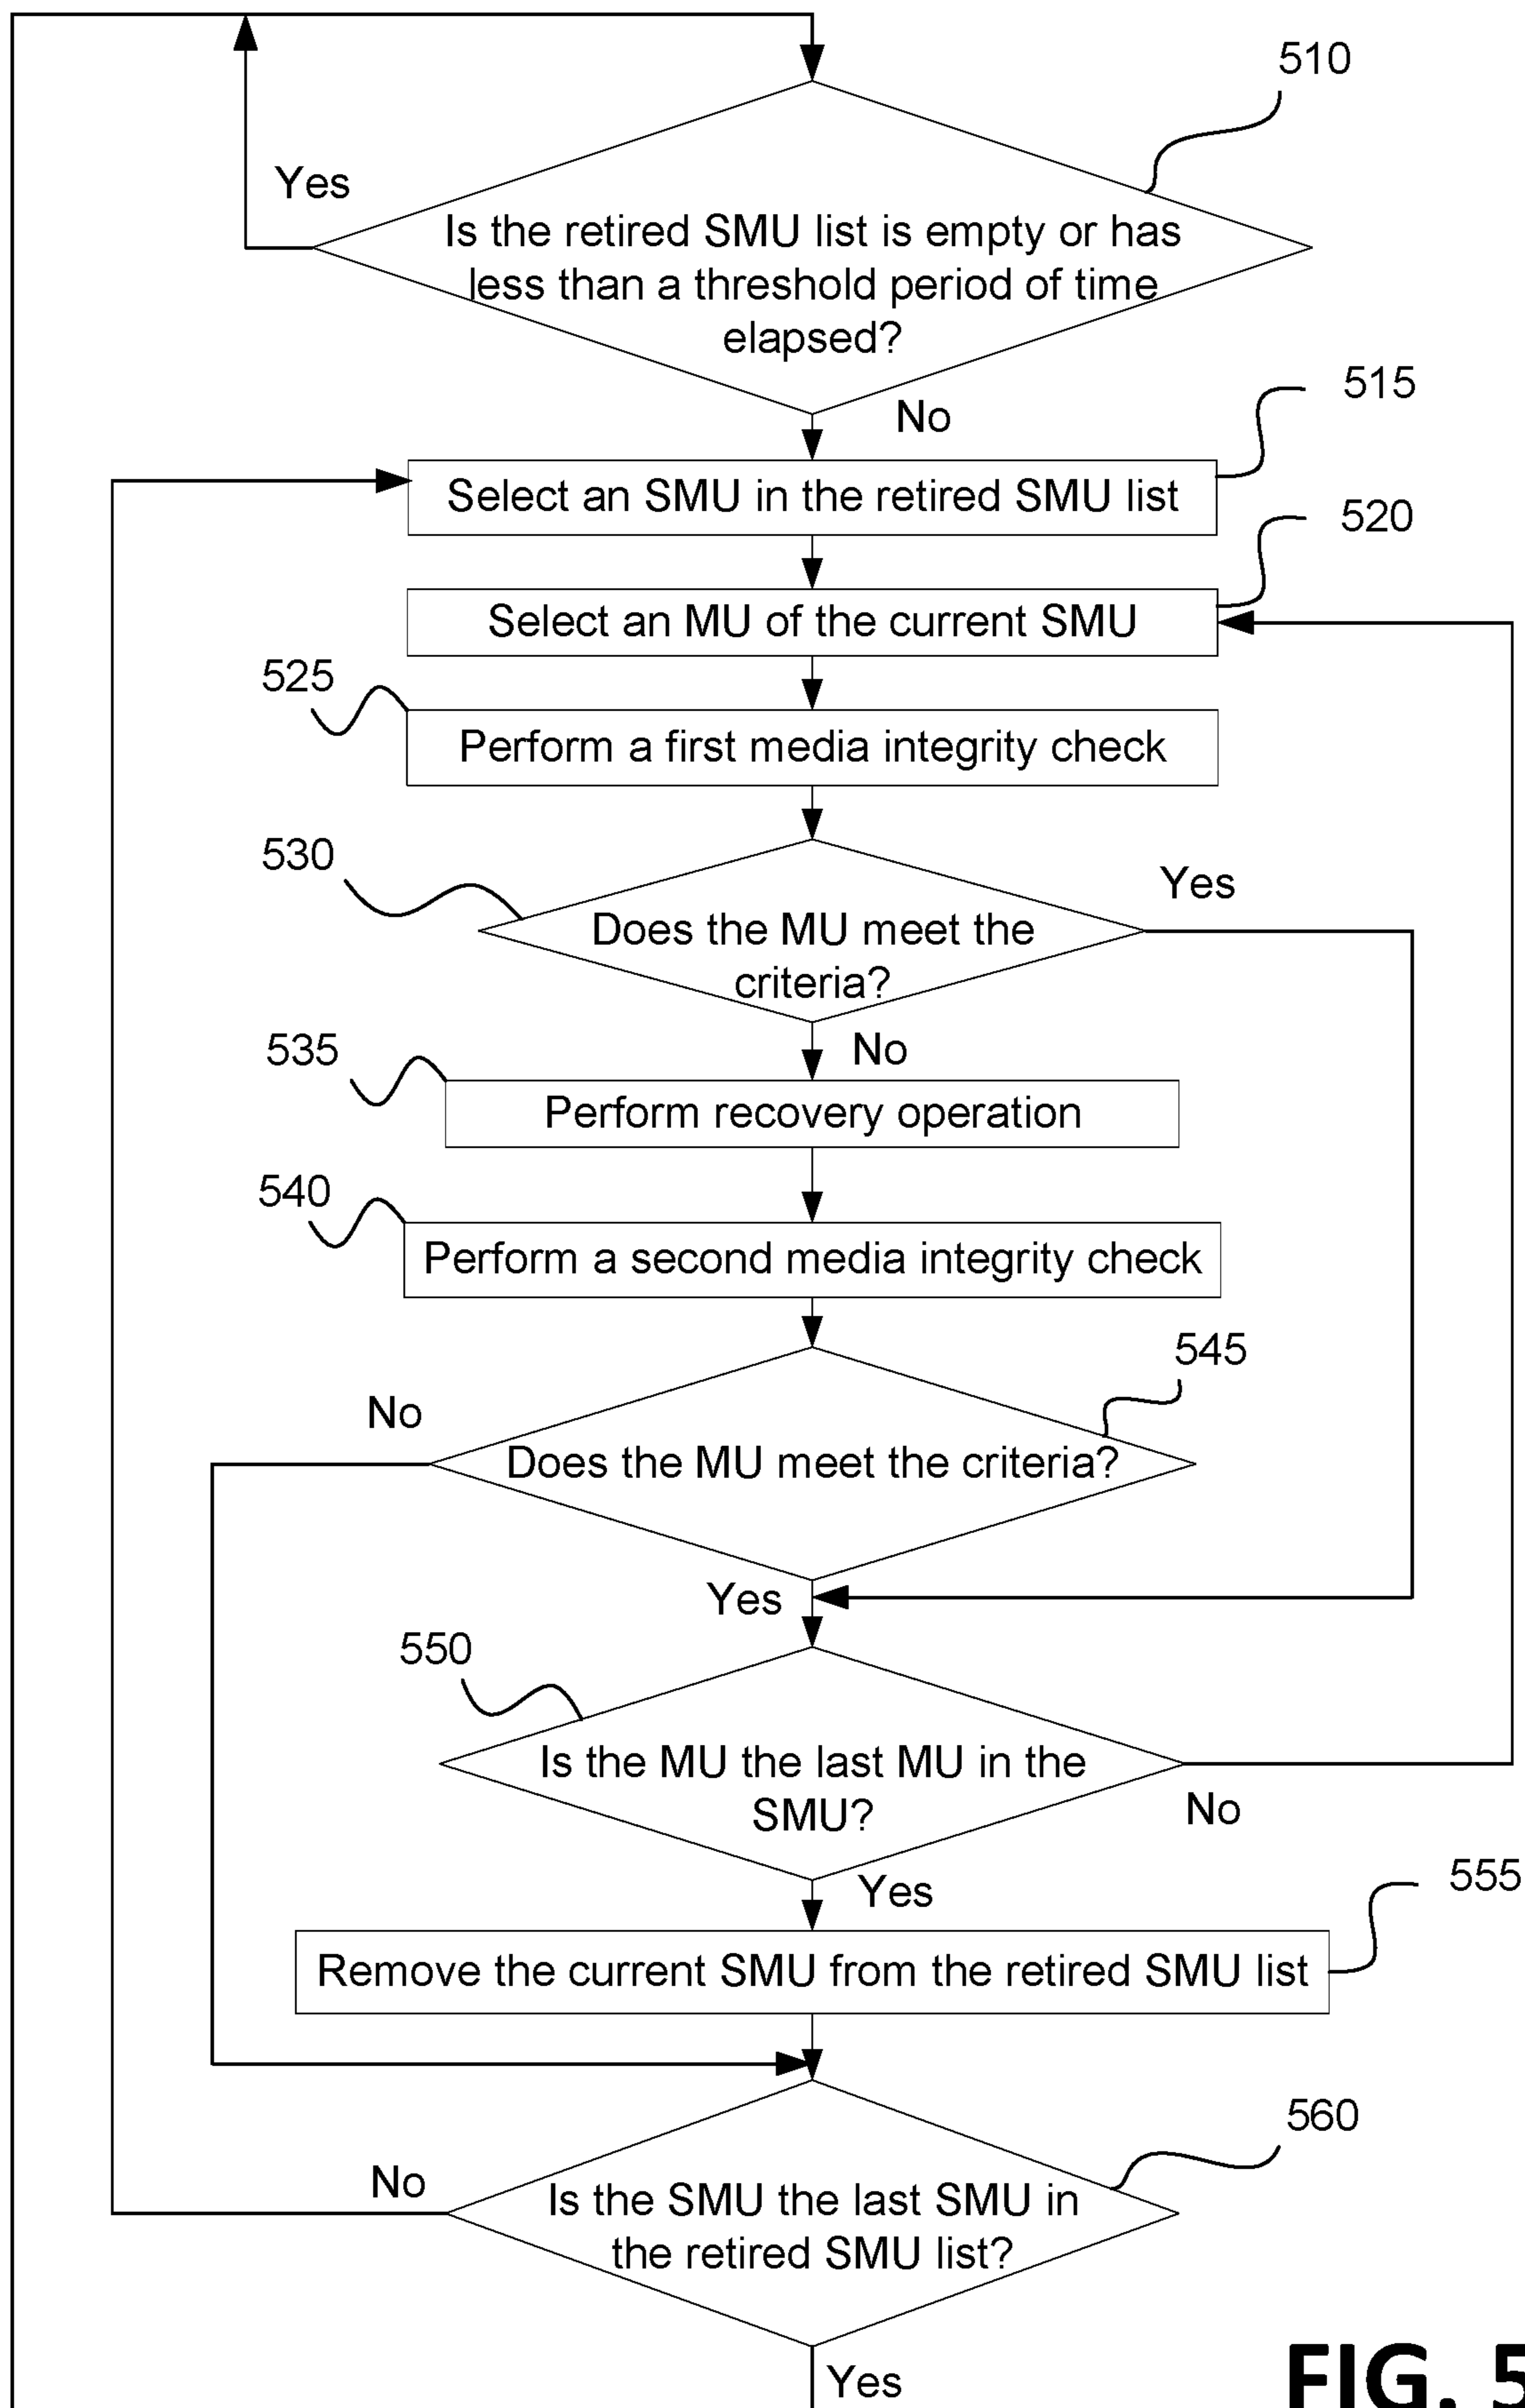 510
Yes
Is the retired SMU list is empty or has
less than a threshold period of time
elapsed?
No
515
Select an SMU in the retired SMU list
520
Select an MU of the current SMU
525
Perform a first media integrity check
530
Yes
Does the MU meet the
criteria?
No
535
Perform recovery operation
540
Perform a second media integrity check
545
No
Does the MU meet the criteria?
Yes
550
Is the MU the last MU in the
SMU?
No
Yes
555
Remove the current SMU from the retired SMU list
560
No
Is the SMU the last SMU in
the retired SMU list?
Yes
FIG. 5